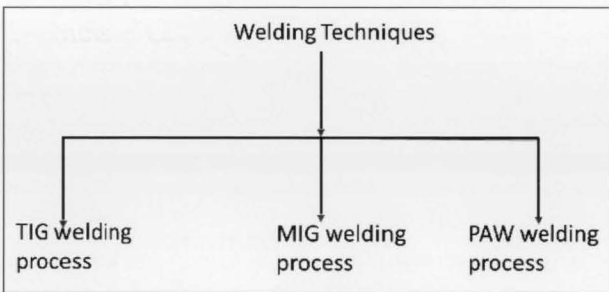 Welding Techniques
TIG welding
process
MIG welding
process
PAW welding
process